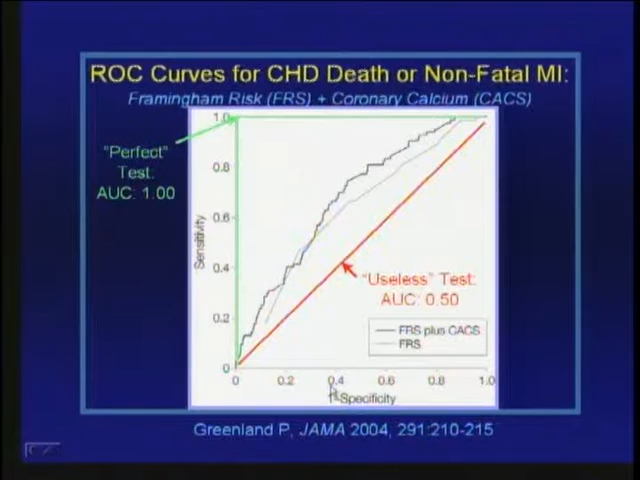 ROC Curves for CHD Death or Non-Fatal MI:
Framingham Risk (FRS) + Coronary Calcium (CACS)
"Perfect"
Test:
AUC: 1.00
1.0
0.8
0.6
0.4
0.2
0
Sensitivity
"Useless" Test:
AUC: 0.50
FRS plus CACS
FRS
0
0.2
0.4
0.6
0.8
1.0
1-Specificity
Greenland P, JAMA 2004, 291:210-215